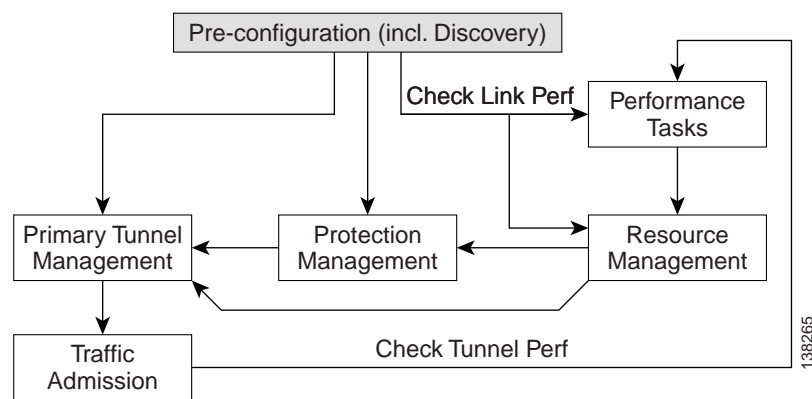 Pre-configuration (incl. Discovery)
Check Link Perf
Performance
Tasks
Primary Tunnel
Management
Protection
Management
Resource
Management
Traffic
Admission
Check Tunnel Perf
138265